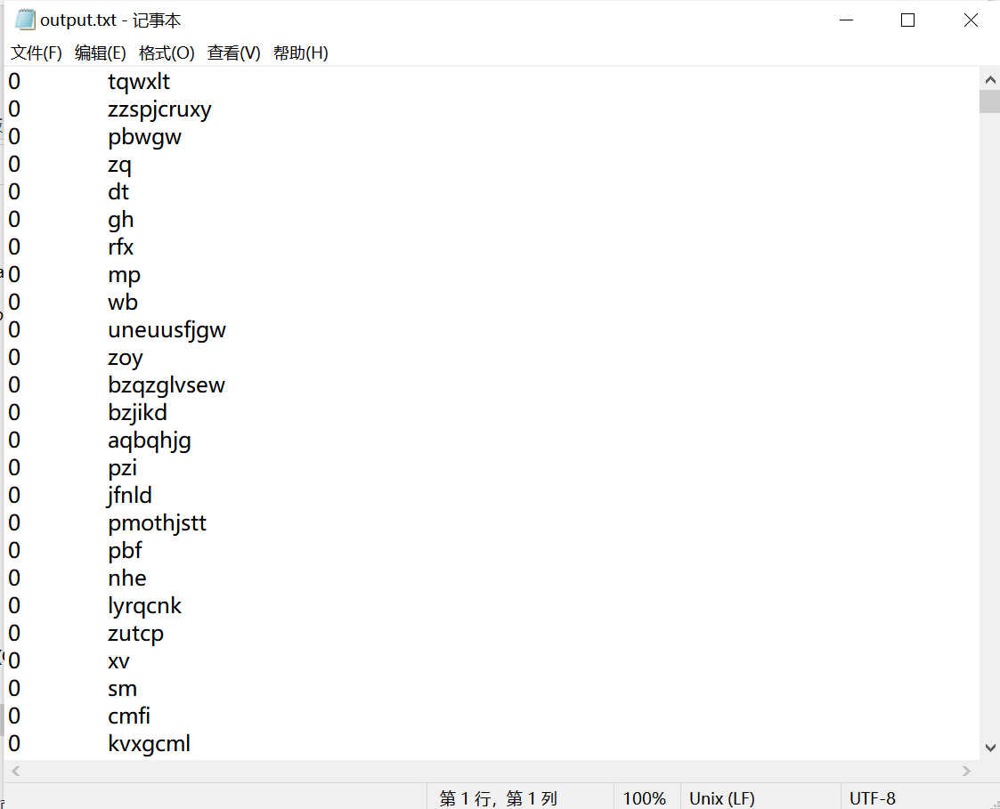 output.txt - 记事本
文件(F) 编辑(E) 格式(O) 查看(V) 帮助(H)
0 tqwxlt
0 zzspjcruxy
0 pbwgw
0 zq
0 dt
0 gh
0 rfx
0 mp
0 wb
0 uneuusfjgw
0 zoy
0 bzqzglvsew
0 bzjikd
0 aqbqhjg
0 pzi
0 jfnld
0 pmothjstt
0 pbf
0 nhe
0 lyrqcnk
0 zutcp
0 xv
0 sm
0 cmfi
0 kvxgcml
第 1 行，第 1 列 100% Unix (LF) UTF-8